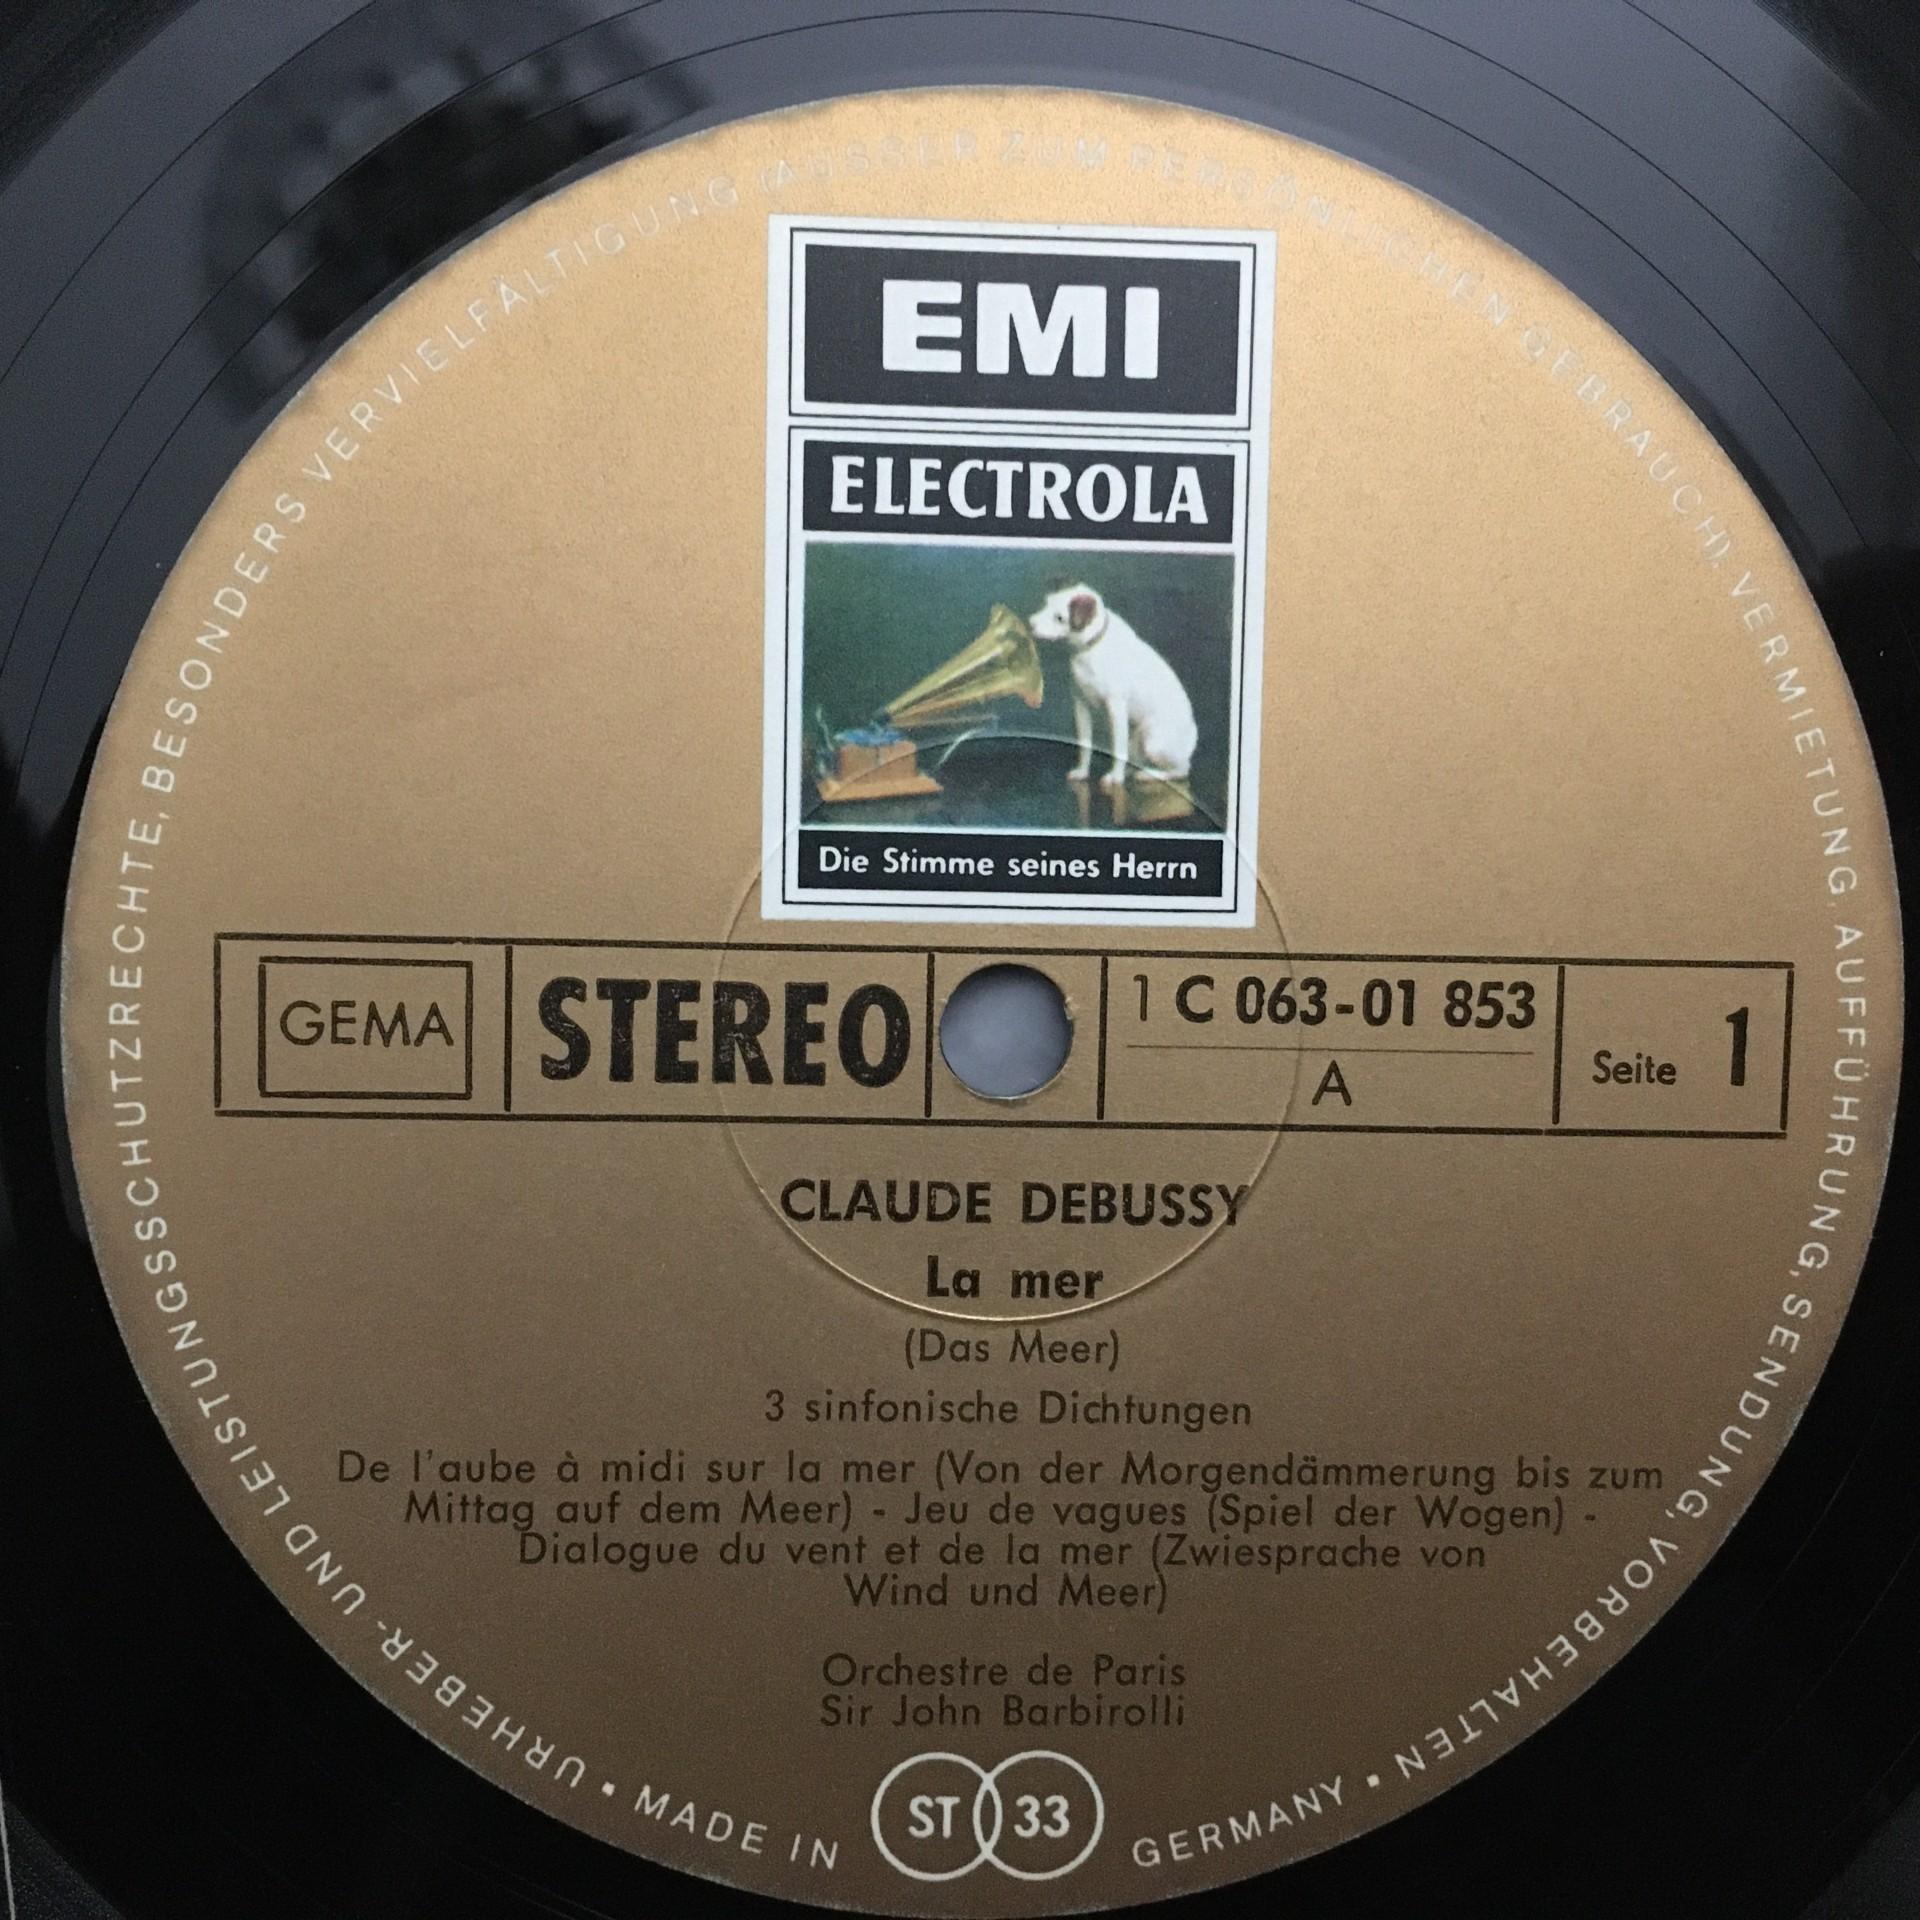 EMI
ELECTROLA
Die Stimme seines Herrn
GEMA
STEREO
1 C 063-01 853
A
Seite 1
CLAUDE DEBUSSY
La mer
(Das Meer)
3 sinfonische Dichtungen
De l'aube à midi sur la mer (Von der Morgendämmerung bis zum
Mittag auf dem Meer) - Jeu de vagues (Spiel der Wogen) -
Dialogue du vent et de la mer (Zwiesprache von
Wind und Meer)
Orchestre de Paris
Sir John Barbirolli
ST 33
URHEBER- UND LEISTUNGSSCHUTZRECHTE, BESONDERS VERVIELFÄLTIGUNG (AUSSER ZUM PERSÖNLICHEN GEBRAUCH), VERMIETUNG, AUFFÜHRUNG, SENDUNG, VORBEHALTEN • MADE IN GERMANY •